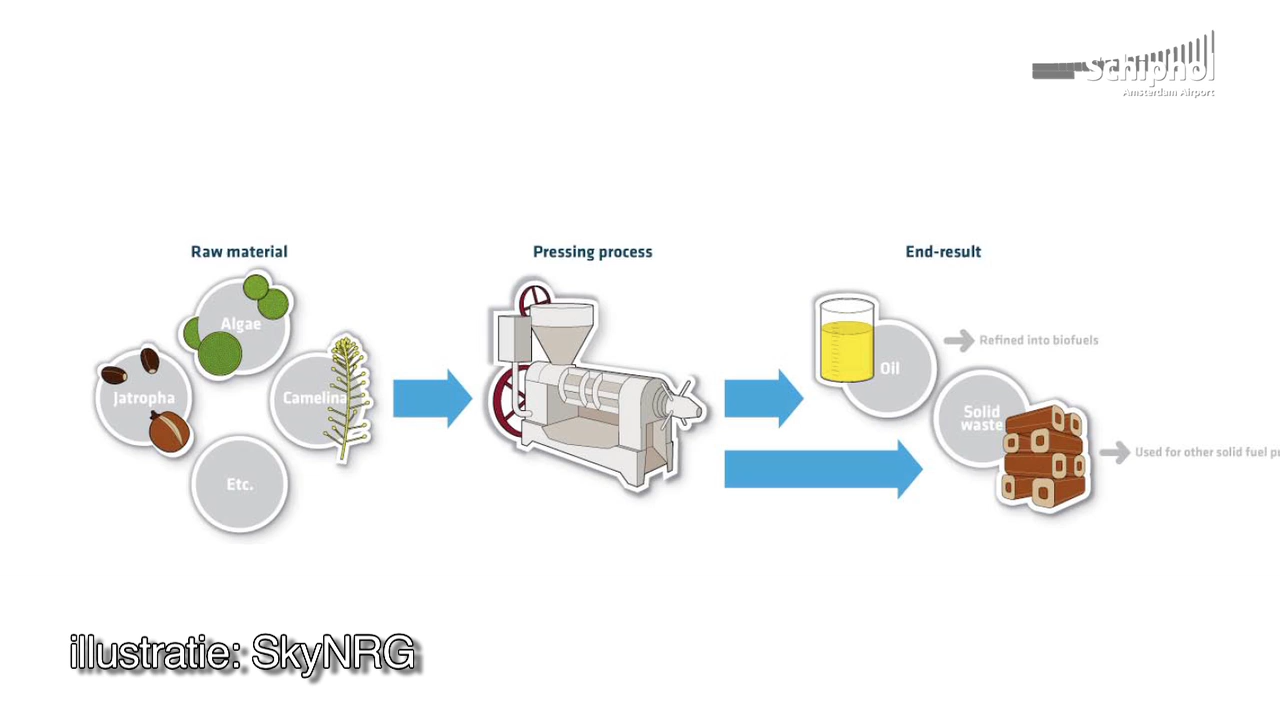 Schiphol
Amsterdam Airport
Raw material
Pressing process
End-result
Algae
Jatropha
Camelina
Etc.
Oil
Refined into biofuels
Solid
waste
Used for other solid fuel
illustratie: SkyNRG